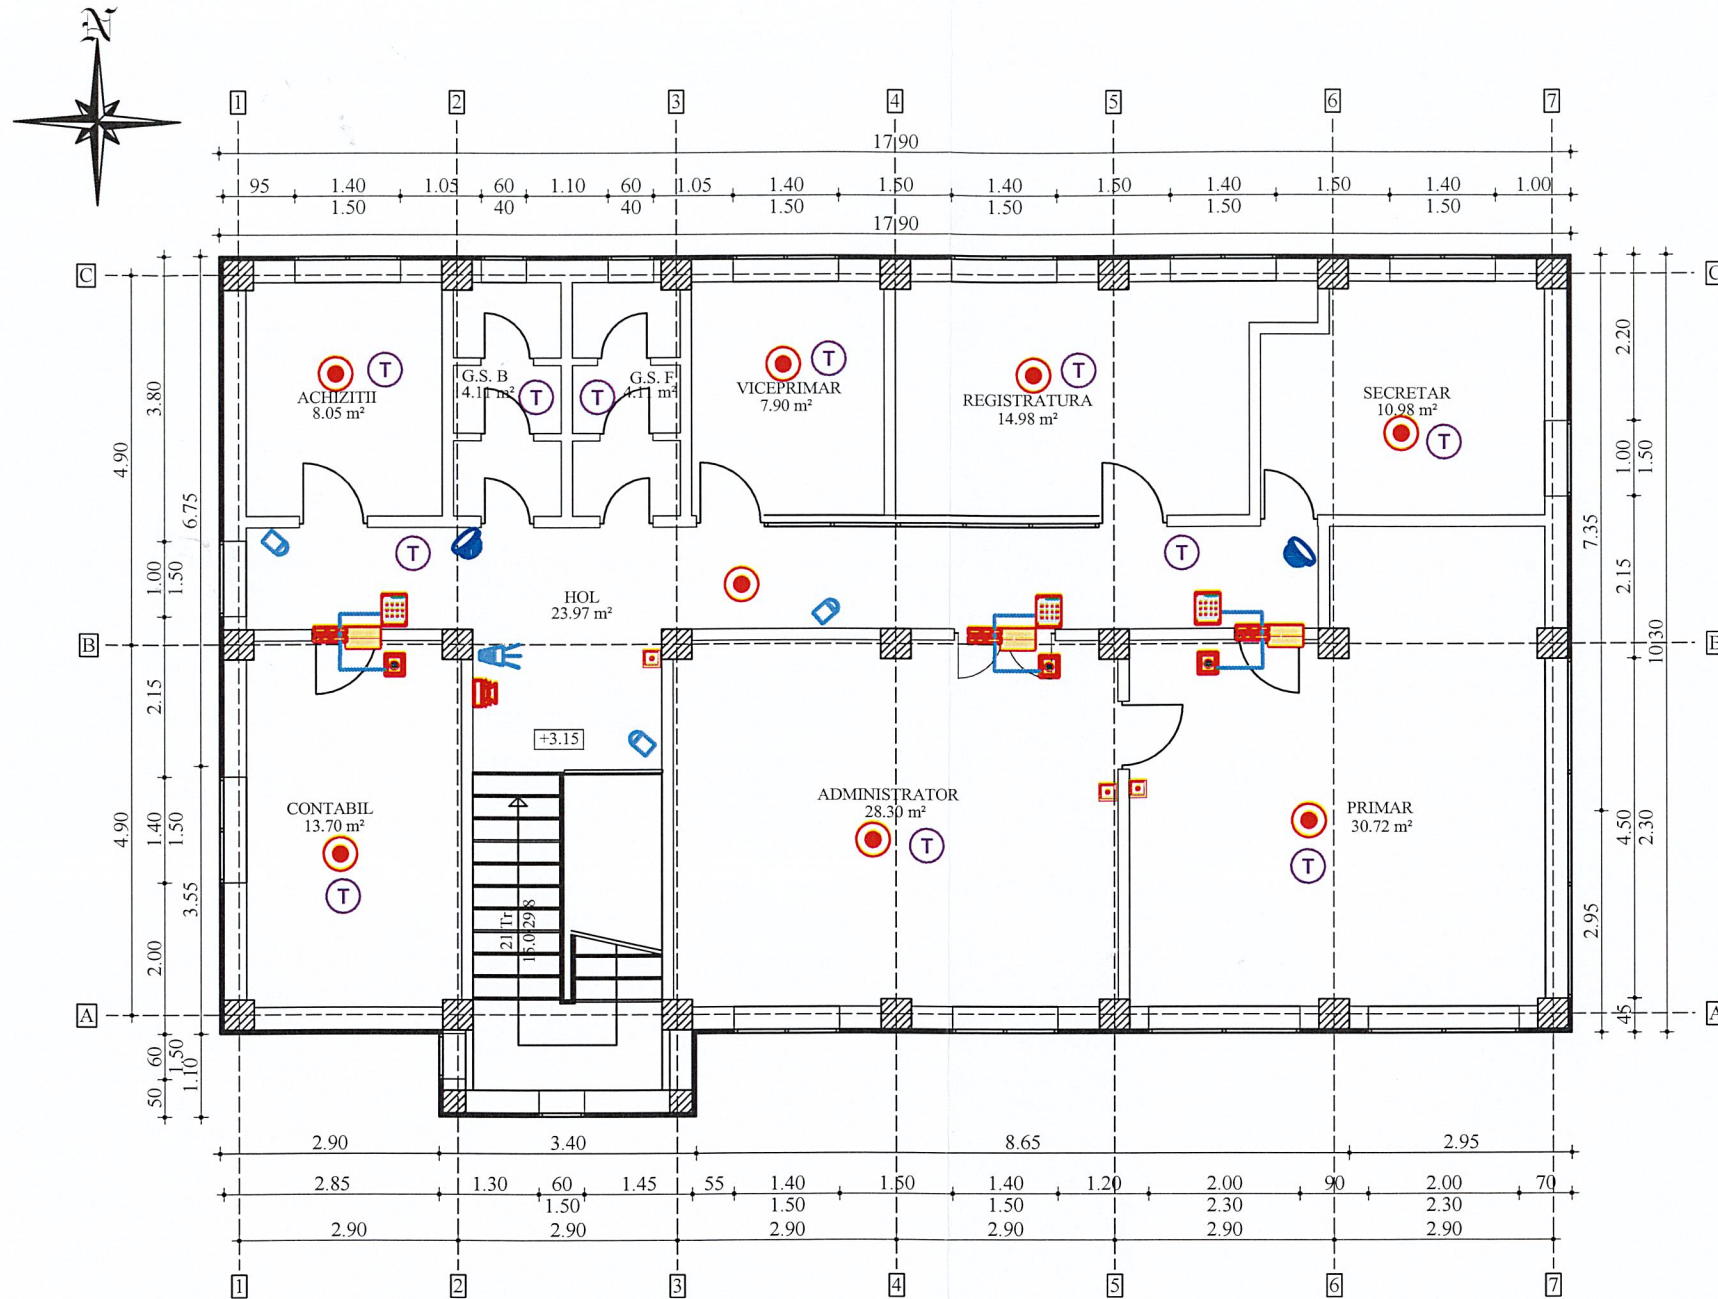 N
1 2 3 4 5 6 7
17.90
95 1.40 1.05 60 1.10 60 1.05 1.40 1.50 1.40 1.50 1.40 1.50 1.40 1.00
1.50 40 40 1.50 1.50 1.50 1.50
17.90
C C
3.80
4.90
6.75
1.00
1.50
2.15
4.90
1.40
1.50
3.55
2.00
60
1.50
1.10
50
2.20
1.00
1.50
7.35
2.15
10.30
4.50
2.30
2.95
45
ACHIZITII
8.05 m²
T
G.S. B
4.11 m²
T
T
G.S. F
4.11 m²
VICEPRIMAR
7.90 m²
T
REGISTRATURA
14.98 m²
T
SECRETAR
10.98 m²
T
T
HOL
23.97 m²
T
B B
+3.15
CONTABIL
13.70 m²
T
21 Tr
ADMINISTRATOR
28.30 m²
T
PRIMAR
30.72 m²
T
A A
2.90 3.40 8.65 2.95
2.85 1.30 60 1.45 55 1.40 1.50 1.40 1.20 2.00 90 2.00 70
1.50 1.50 1.50 2.30 2.30
2.90 2.90 2.90 2.90 2.90 2.90
1 2 3 4 5 6 7